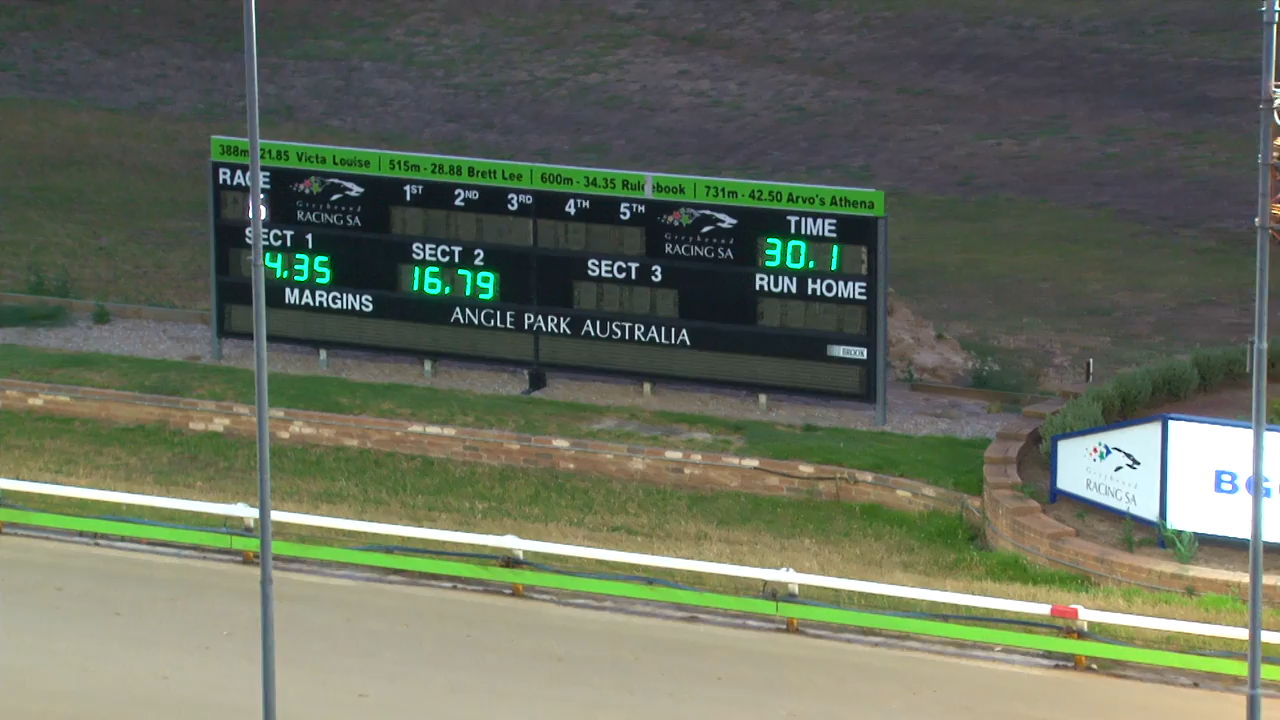 388m - 21.85 Victa Louise | 515m - 28.88 Brett Lee | 600m - 34.35 Rulebook | 731m - 42.50 Arvo's Athena
RACE 1ST 2ND 3RD 4TH 5TH TIME
Greyhound
RACING SA
Greyhound
RACING SA
30.1
SECT 1 SECT 2 SECT 3 RUN HOME
4.35 16.79
MARGINS
ANGLE PARK AUSTRALIA
BROOK
Greyhound
RACING SA